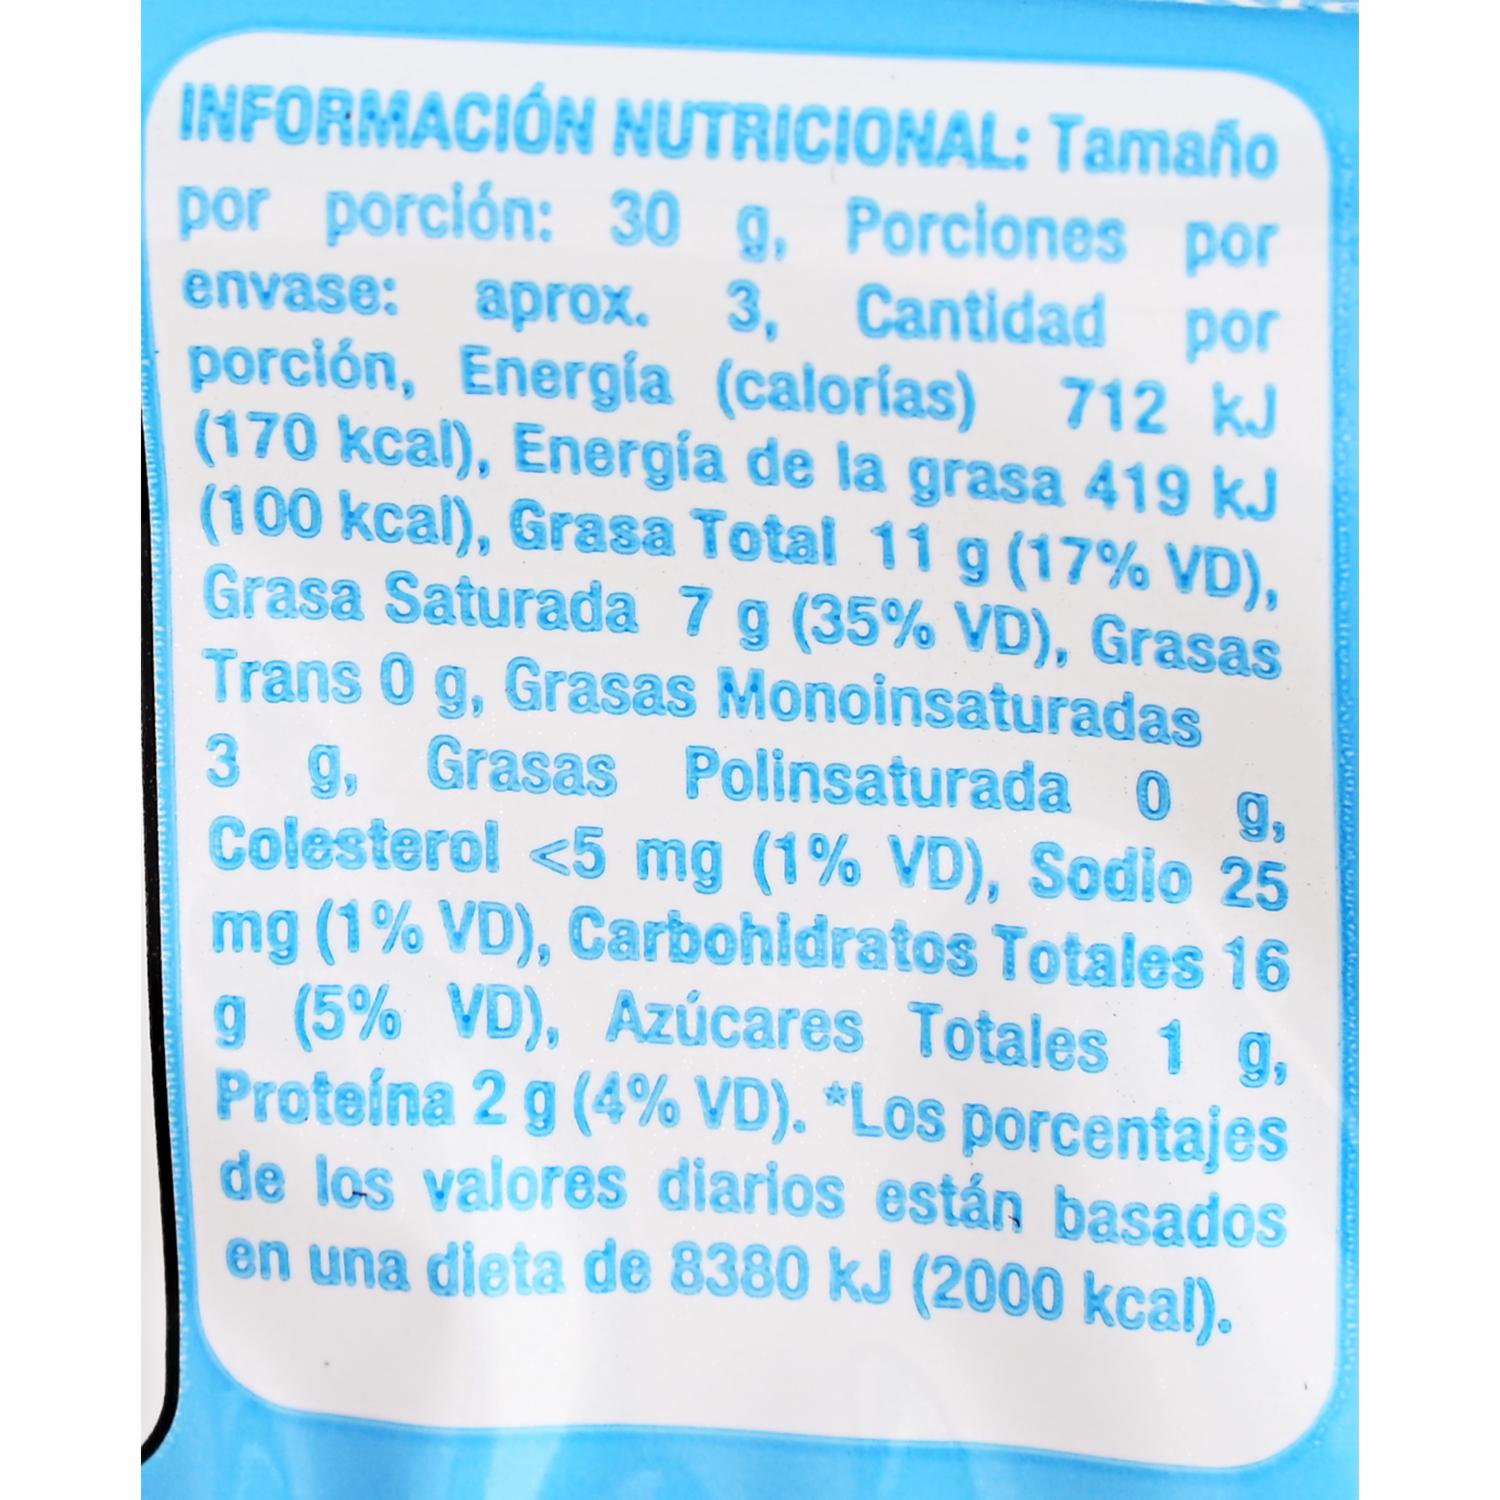 INFORMACIÓN NUTRICIONAL: Tamaño
por porción: 30 g, Porciones por
envase: aprox. 3, Cantidad por
porción, Energía (calorías) 712 kJ
(170 kcal), Energía de la grasa 419 kJ
(100 kcal), Grasa Total 11 g (17% VD),
Grasa Saturada 7 g (35% VD), Grasas
Trans 0 g, Grasas Monoinsaturadas
3 g, Grasas Polinsaturada 0 g,
Colesterol <5 mg (1% VD), Sodio 25
mg (1% VD), Carbohidratos Totales 16
g (5% VD), Azúcares Totales 1 g,
Proteína 2 g (4% VD). *Los porcentajes
de los valores diarios están basados
en una dieta de 8380 kJ (2000 kcal).